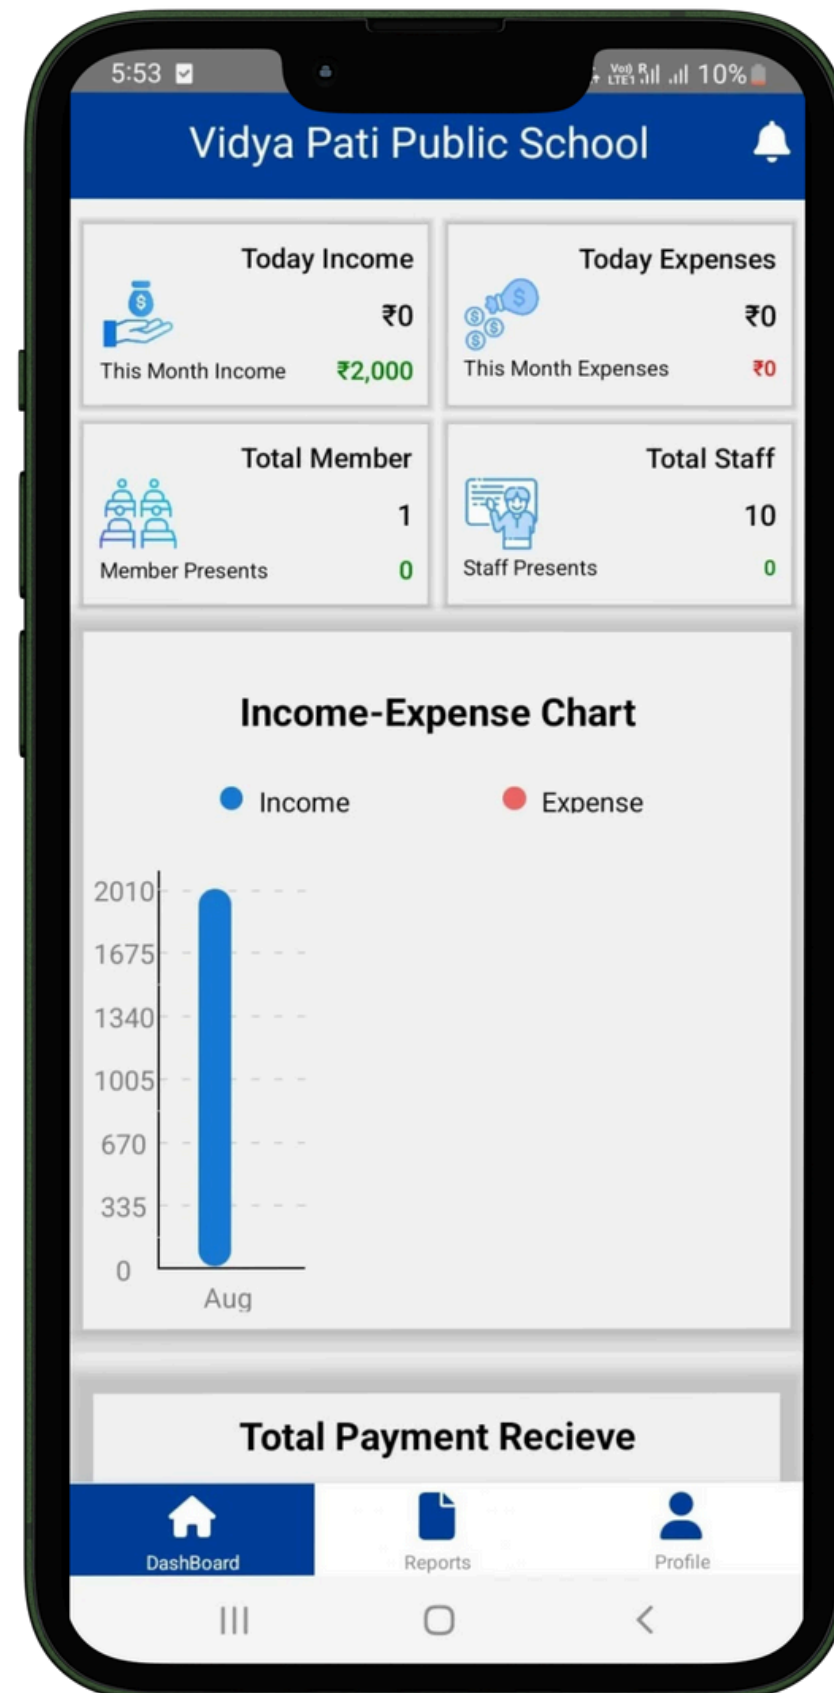 5:53 10%
Vidya Pati Public School
Today Income
₹0
This Month Income ₹2,000
Today Expenses
₹0
This Month Expenses ₹0
Total Member
1
Member Presents 0
Total Staff
10
Staff Presents 0
Income-Expense Chart
Income Expense
2010
1675
1340
1005
670
335
0
Aug
Total Payment Recieve
DashBoard Reports Profile